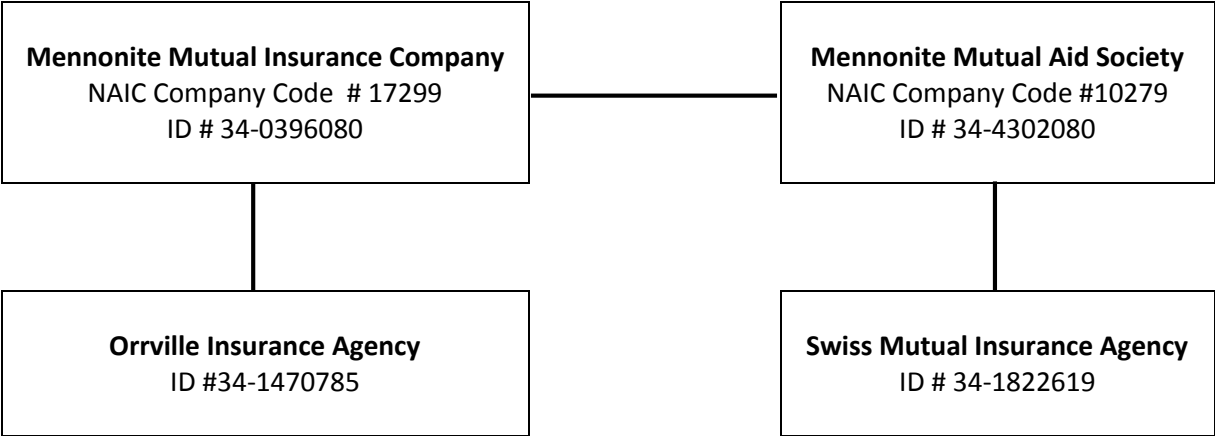 Mennonite Mutual Insurance Company
NAIC Company Code # 17299
ID # 34-0396080
Mennonite Mutual Aid Society
NAIC Company Code #10279
ID # 34-4302080
Orrville Insurance Agency
ID #34-1470785
Swiss Mutual Insurance Agency
ID # 34-1822619